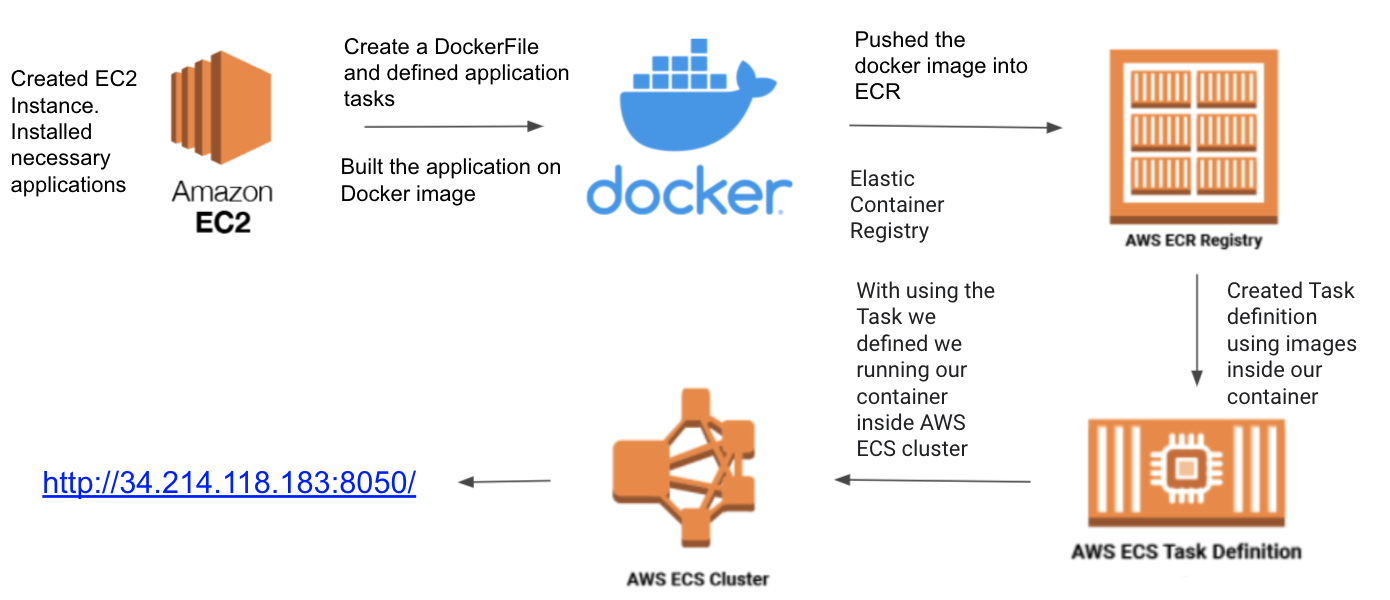 Created EC2
Instance.
Installed
necessary
applications
Amazon
EC2
Create a DockerFile
and defined application
tasks
Built the application on
Docker image
docker
Pushed the
docker image into
ECR
Elastic
Container
Registry
AWS ECR Registry
Created Task
definition
using images
inside our
container
AWS ECS Task Definition
With using the
Task we
defined we
running our
container
inside AWS
ECS cluster
AWS ECS Cluster
http://34.214.118.183:8050/